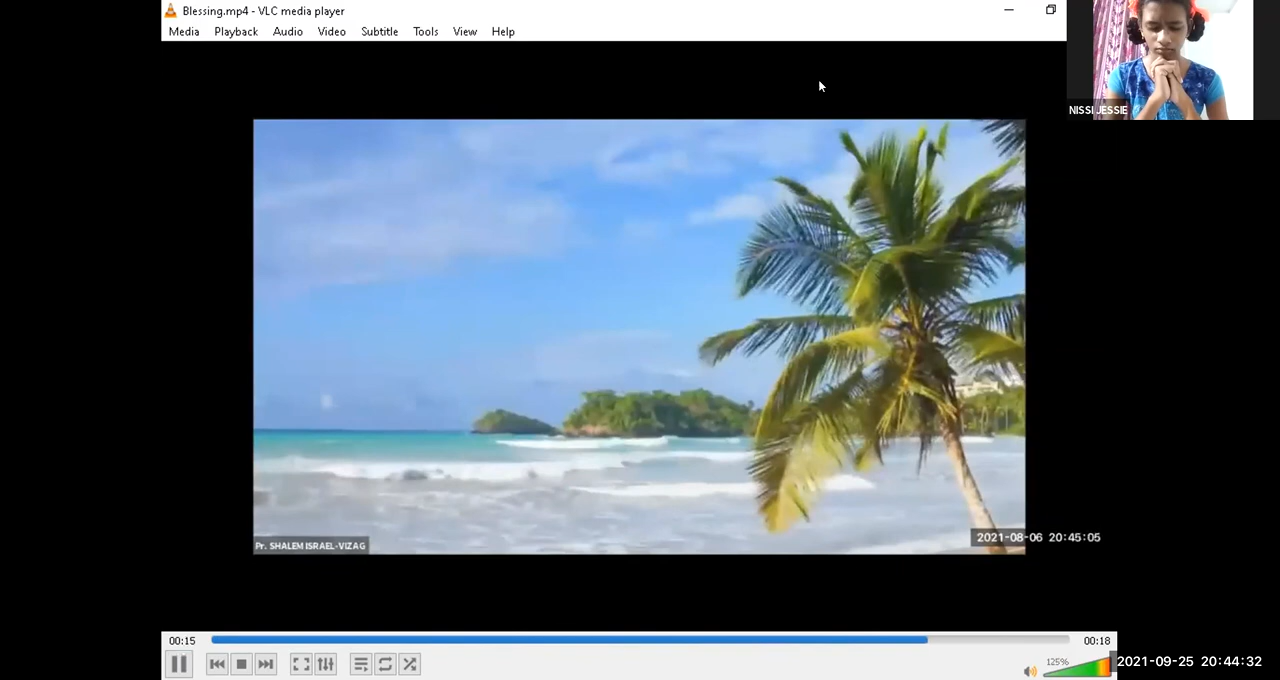 Blessing.mp4 - VLC media player
Media Playback Audio Video Subtitle Tools View Help
NISSI JESSIE
Pr. SHALEM ISRAEL-VIZAG
2021-08-06 20:45:05
00:15
00:18
125%
2021-09-25 20:44:32